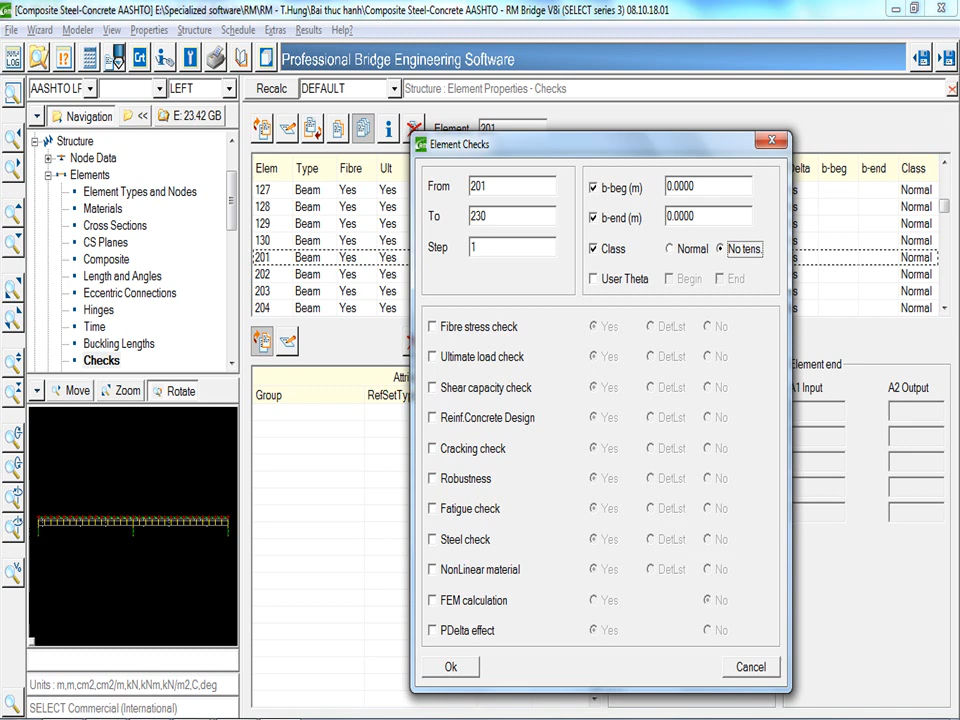 [Composite Steel-Concrete AASHTO] E:\Specialized software\RM\RM - T.Hung\Bai thuc hanh\Composite Steel-Concrete AASHTO - RM Bridge V8i (SELECT series 3) 08.10.18.01
File Wizard Modeler View Properties Structure Schedule Extras Results Help?
Professional Bridge Engineering Software
AASHTO LF LEFT Recalc DEFAULT Structure : Element Properties - Checks
Navigation << E: 23.42 GB
Structure
Node Data
Elements
Element Types and Nodes
Materials
Cross Sections
CS Planes
Composite
Length and Angles
Eccentric Connections
Hinges
Time
Buckling Lengths
Checks
Move Zoom Rotate
Units : m,m,cm2,cm2/m,kN,kNm,kN/m2,C,deg
SELECT Commercial (International)
Element 201
Elem Type Fibre Ult b-beg b-end Class
127 Beam Yes Yes Normal
128 Beam Yes Yes Normal
129 Beam Yes Yes Normal
130 Beam Yes Yes Normal
201 Beam Yes Yes Normal
202 Beam Yes Yes Normal
203 Beam Yes Yes Normal
204 Beam Yes Yes Normal
Group RefSetTyp
Element end
A1 Input A2 Output
Element Checks
From 201
To 230
Step 1
b-beg (m) 0.0000
b-end (m) 0.0000
Class Normal No tens.
User Theta Begin End
Fibre stress check Yes DetLst No
Ultimate load check Yes DetLst No
Shear capacity check Yes DetLst No
Reinf.Concrete Design Yes DetLst No
Cracking check Yes DetLst No
Robustness Yes DetLst No
Fatigue check Yes DetLst No
Steel check Yes DetLst No
NonLinear material Yes DetLst No
FEM calculation Yes No
PDelta effect Yes No
Ok Cancel